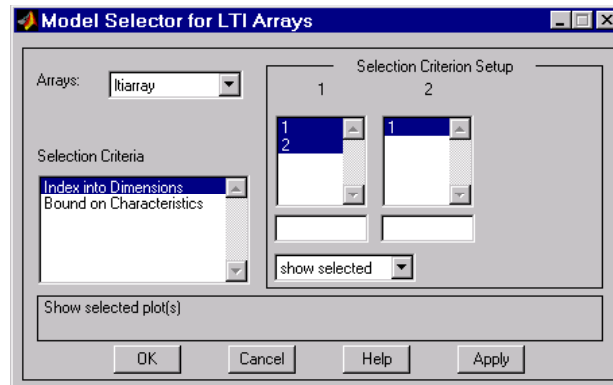 Model Selector for LTI Arrays
Arrays:
ltiarray
Selection Criteria
Index into Dimensions
Bound on Characteristics
Selection Criterion Setup
1 2
1 1
2
show selected
Show selected plot(s)
OK Cancel Help Apply